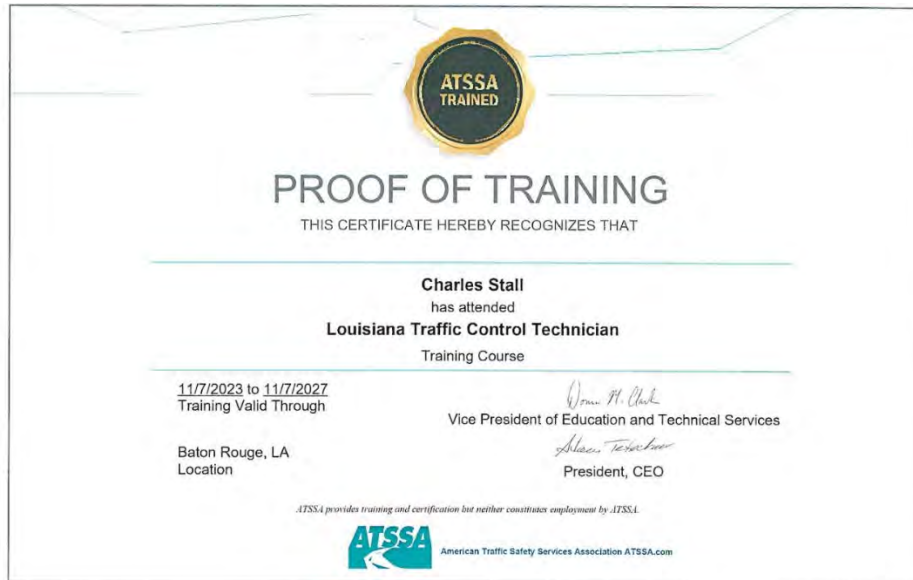 ATSSA
TRAINED
PROOF OF TRAINING
THIS CERTIFICATE HEREBY RECOGNIZES THAT
Charles Stall
has attended
Louisiana Traffic Control Technician
Training Course
11/7/2023 to 11/7/2027
Training Valid Through
Vice President of Education and Technical Services
Baton Rouge, LA
Location
President, CEO
ATSSA provides training and certification but neither constitutes employment by ATSSA.
ATSSA
American Traffic Safety Services Association ATSSA.com